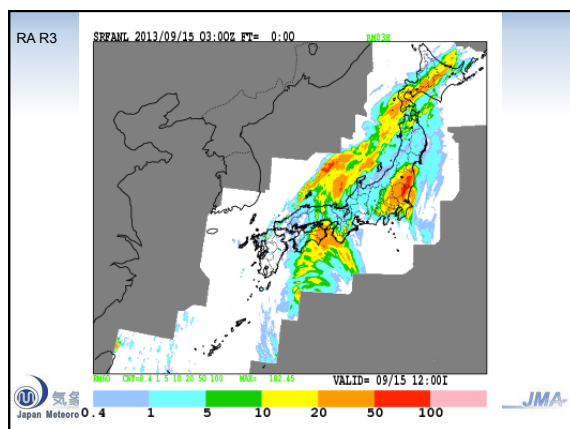 RA R3
SRFANL 2013/09/15 03:00Z FT= 0:00
RM03H
RM60 CNT=0.4 1 5 10 20 50 100 MAX= 102.45
VALID= 09/15 12:00I
0.4 1 5 10 20 50 100
気象
Japan Meteoro
JMA